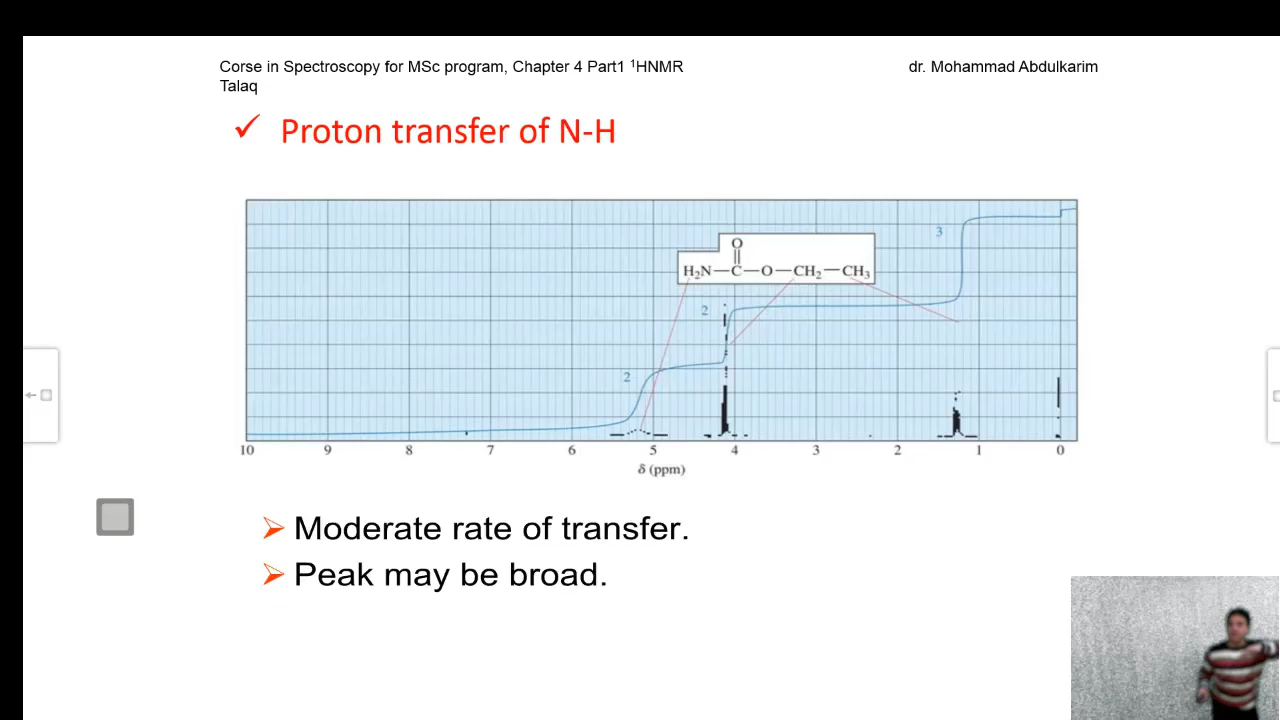 Corse in Spectroscopy for MSc program, Chapter 4 Part1 ¹HNMR dr. Mohammad Abdulkarim
Talaq
✓ Proton transfer of N-H
3
O
H₂N—C—O—CH₂—CH₃
2
2
10 9 8 7 6 5 4 3 2 1 0
δ (ppm)
➢ Moderate rate of transfer.
➢ Peak may be broad.